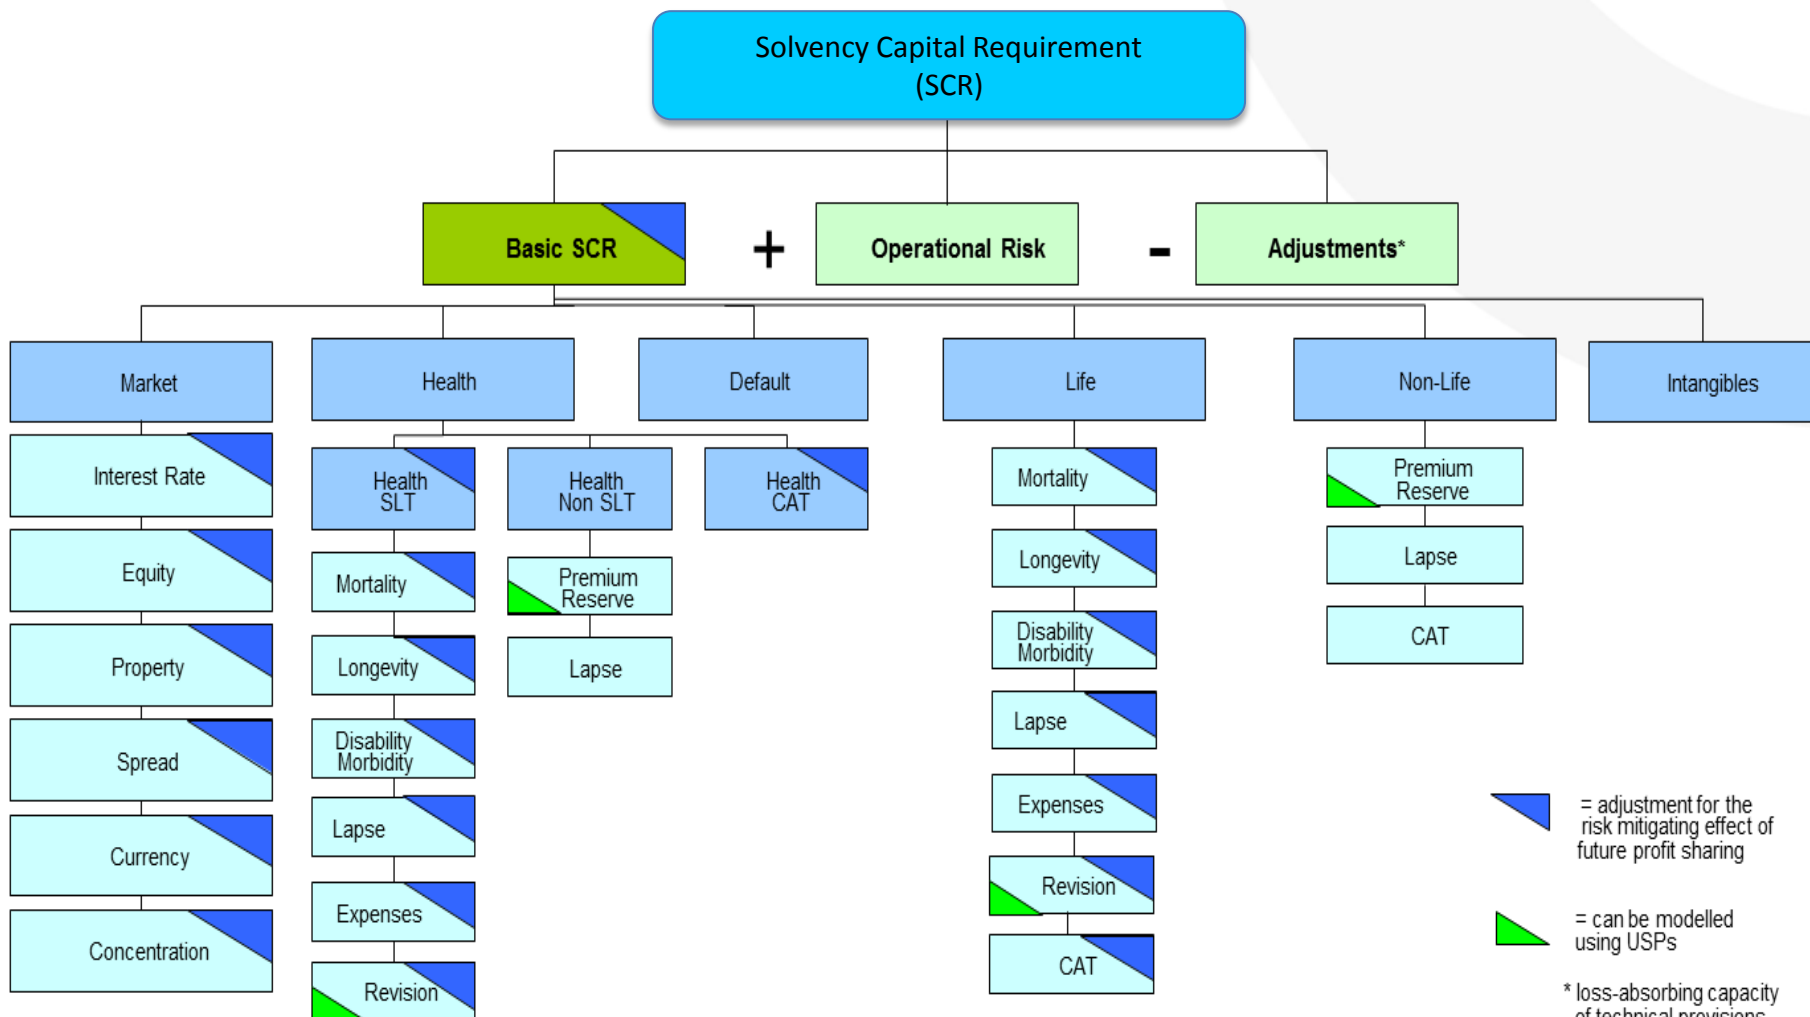 Solvency Capital Requirement
(SCR)
Basic SCR
+
Operational Risk
-
Adjustments*
Market
Health
Default
Life
Non-Life
Intangibles
Interest Rate
Equity
Property
Spread
Currency
Concentration
Health
SLT
Mortality
Longevity
Disability
Morbidity
Lapse
Expenses
Revision
Health
Non SLT
Premium
Reserve
Lapse
Health
CAT
Mortality
Longevity
Disability
Morbidity
Lapse
Expenses
Revision
CAT
Premium
Reserve
Lapse
CAT
= adjustment for the
risk mitigating effect of
future profit sharing
= can be modelled
using USPs
* loss-absorbing capacity
of technical provisions